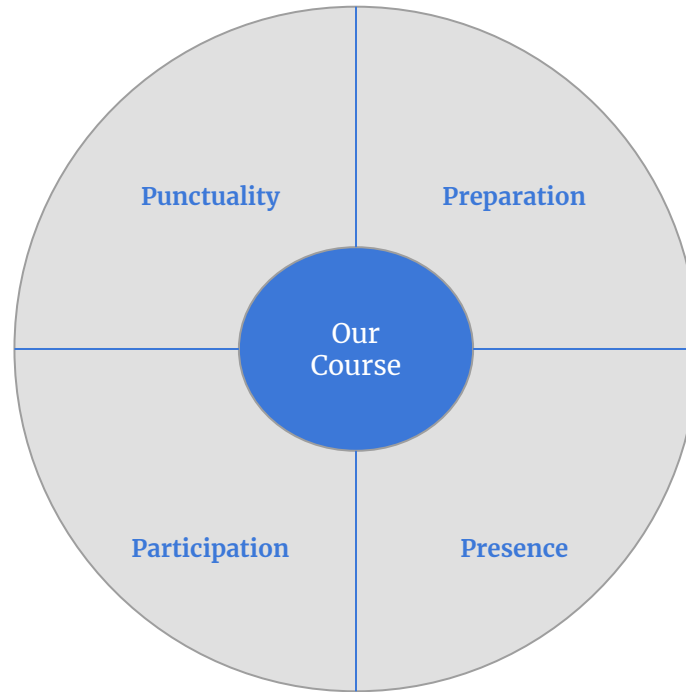 Punctuality
Preparation
Our
Course
Participation
Presence